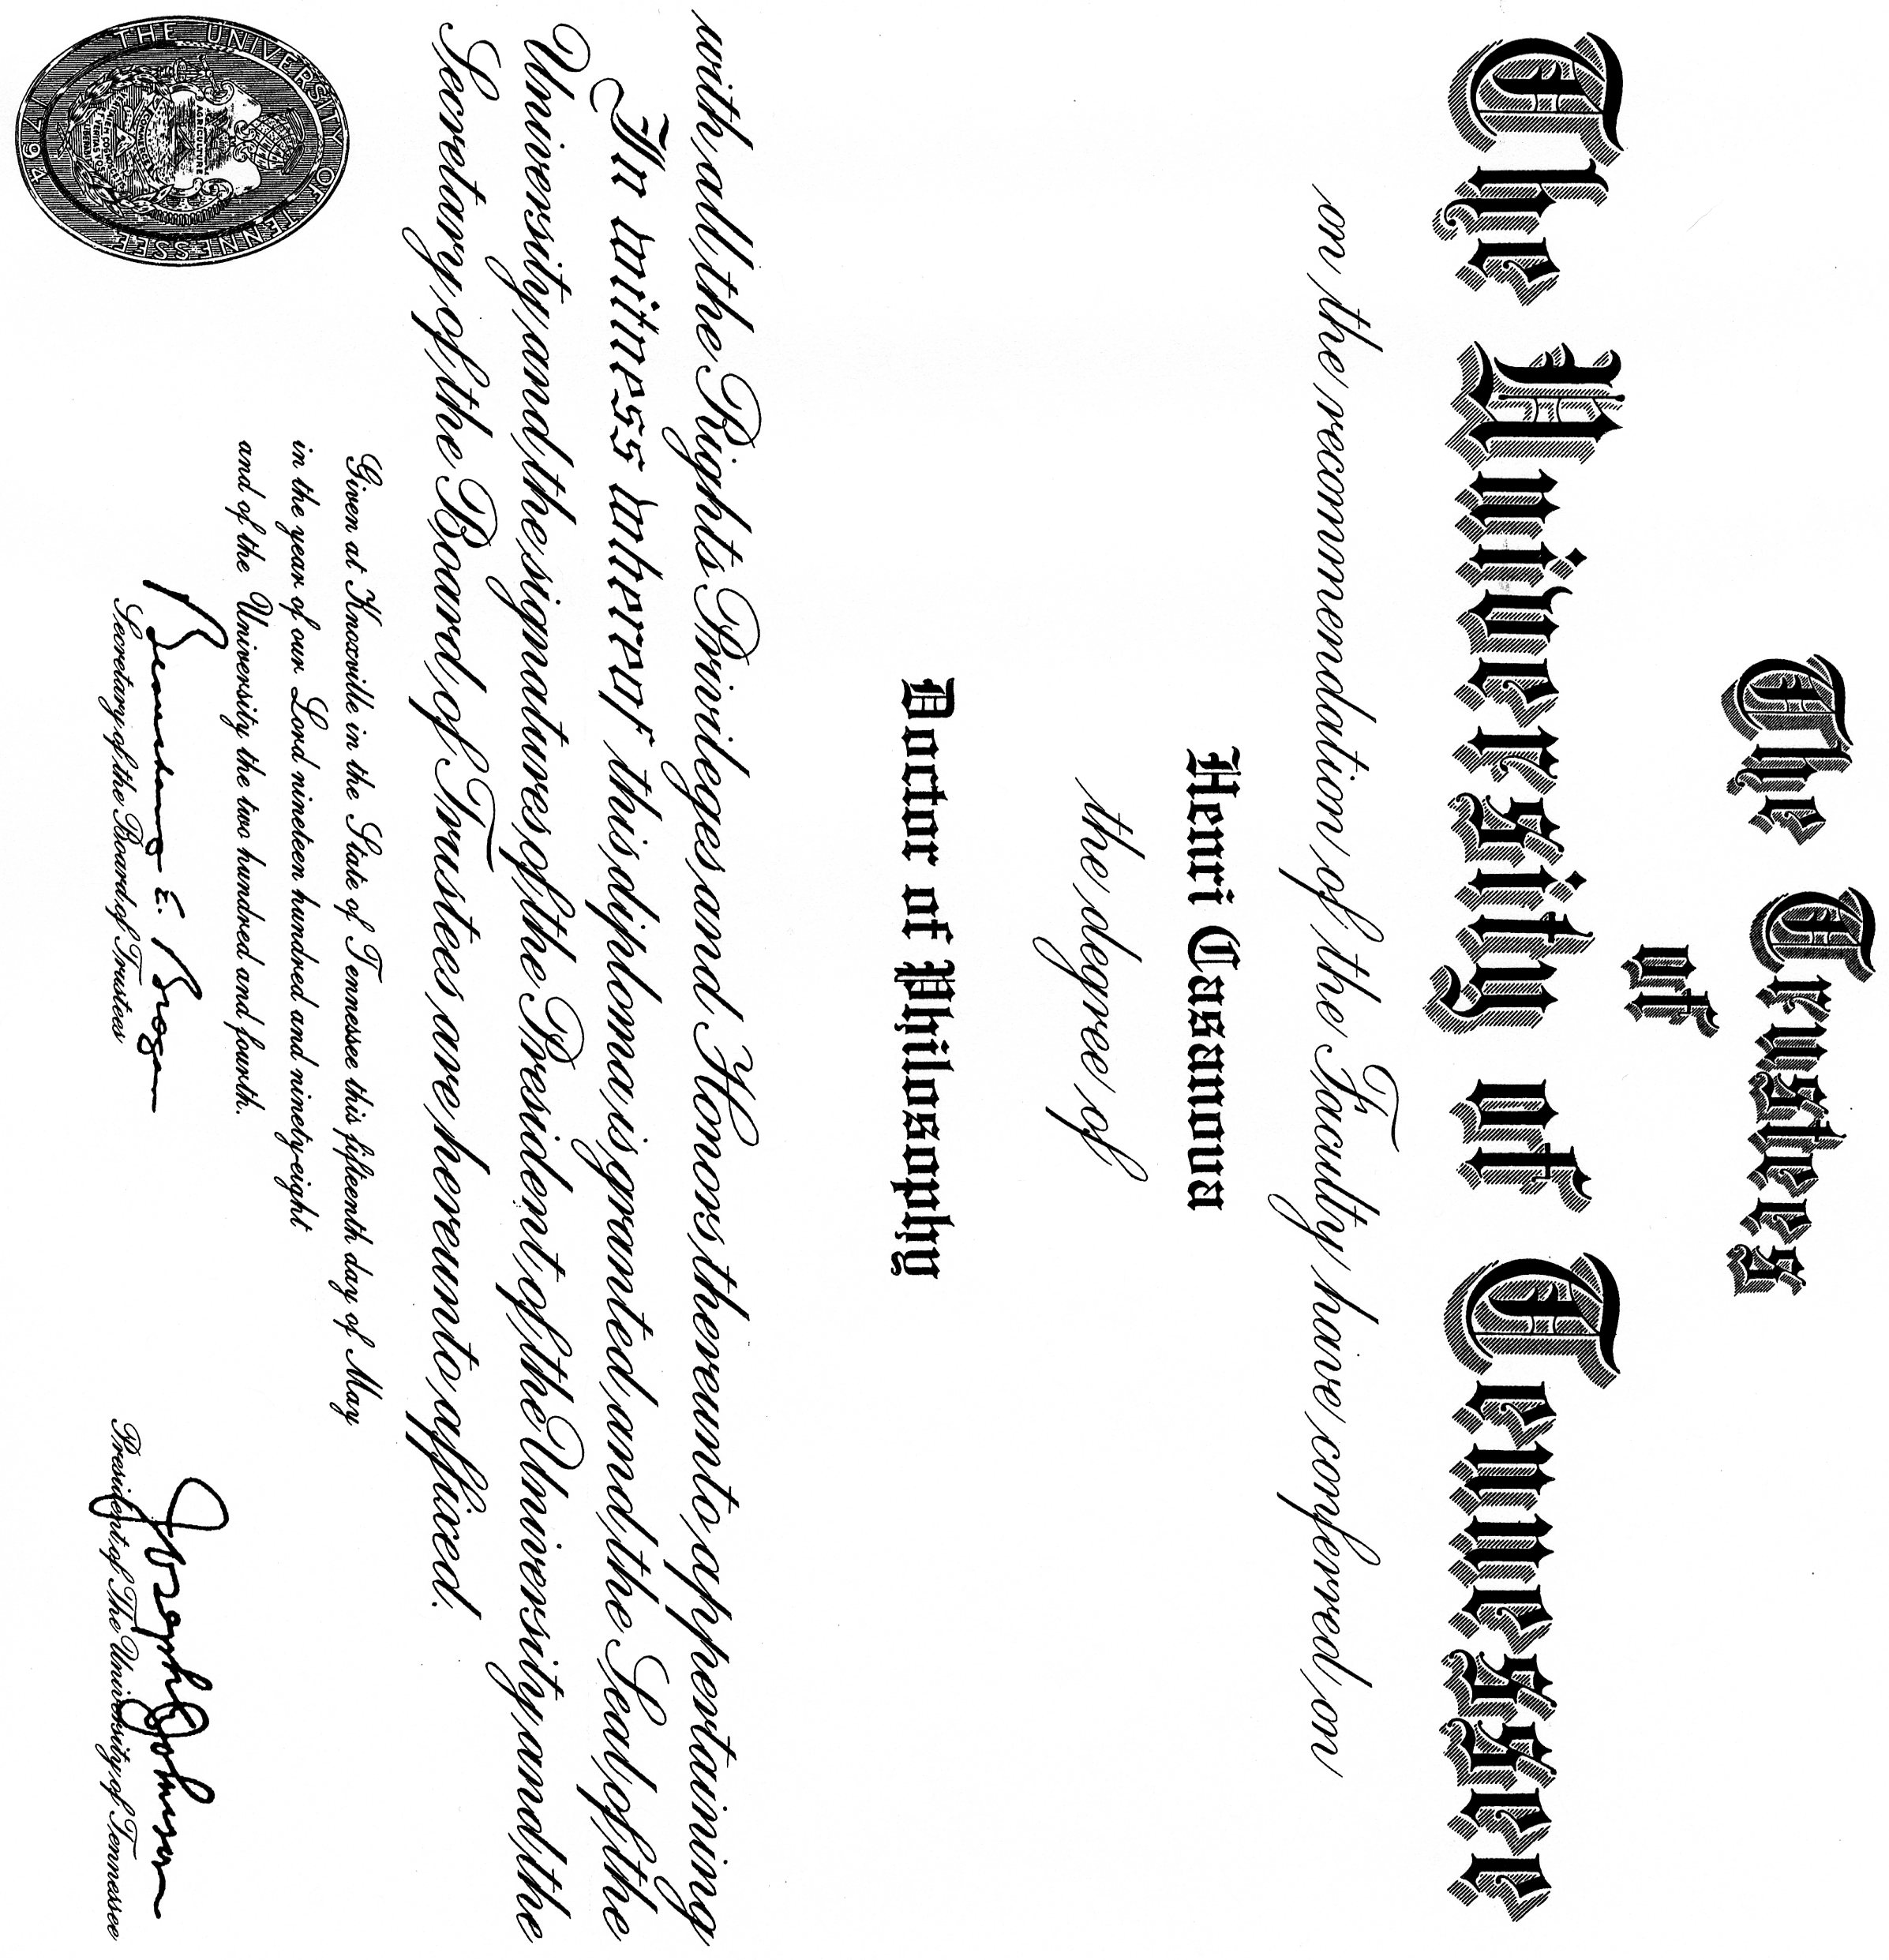 The Trustees
of
The University of Tennessee
on the recommendation of the Faculty have conferred on
Henri Casanova
the degree of
Doctor of Philosophy
with all the Rights Privileges and Honors thereunto appertaining
In witness whereof this diploma is granted and the Seal of the
University and the signatures of the President of the University and the
Secretary of the Board of Trustees are hereunto affixed.
Given at Knoxville in the State of Tennessee this fifteenth day of May
in the year of our Lord nineteen hundred and ninety-eight
and of the University the two hundred and fourth.
THE UNIVERSITY OF TENNESSEE
1794
AGRICULTURE
COMMERCE
E. Brogan
Secretary of the Board of Trustees
Joseph E. Johnson
President of The University of Tennessee